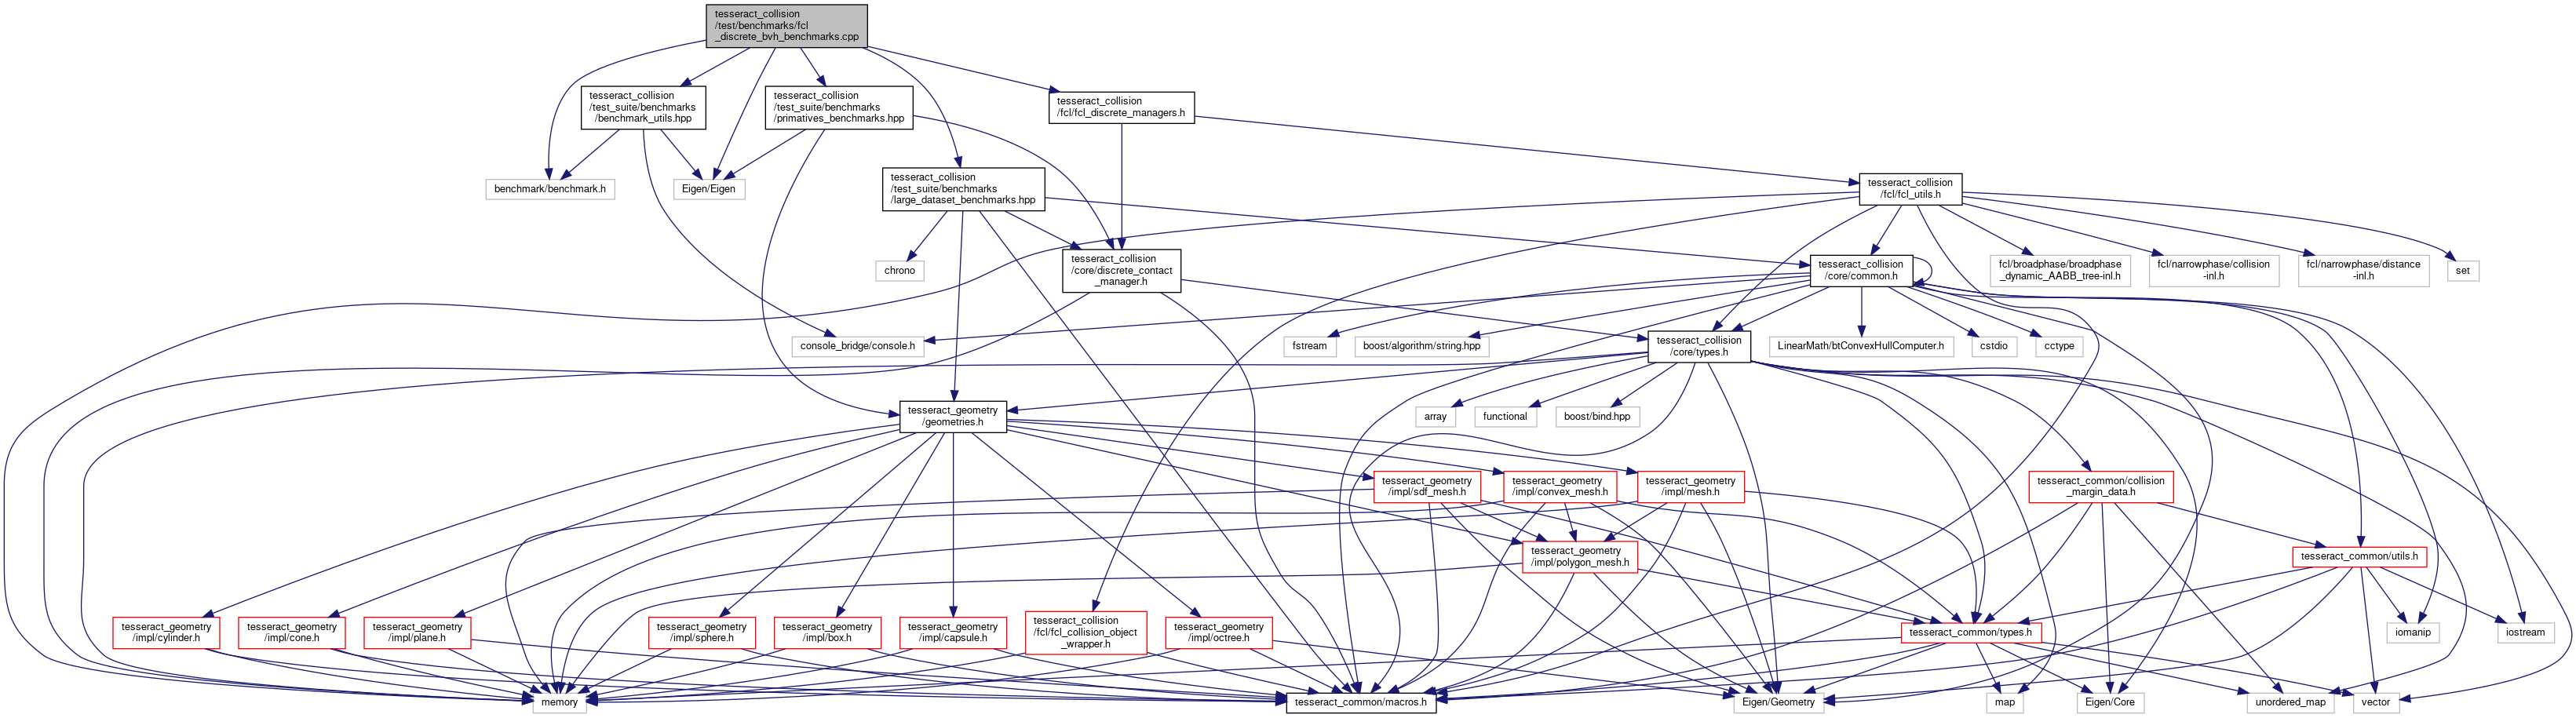 tesseract_collision
/test/benchmarks/fcl
_discrete_bvh_benchmarks.cpp
tesseract_collision
/test_suite/benchmarks
/benchmark_utils.hpp
tesseract_collision
/test_suite/benchmarks
/primatives_benchmarks.hpp
tesseract_collision
/fcl/fcl_discrete_managers.h
benchmark/benchmark.h
Eigen/Eigen
tesseract_collision
/test_suite/benchmarks
/large_dataset_benchmarks.hpp
tesseract_collision
/fcl/fcl_utils.h
chrono
tesseract_collision
/core/discrete_contact
_manager.h
tesseract_collision
/core/common.h
fcl/broadphase/broadphase
_dynamic_AABB_tree-inl.h
fcl/narrowphase/collision
-inl.h
fcl/narrowphase/distance
-inl.h
set
console_bridge/console.h
tesseract_collision
/core/types.h
fstream
boost/algorithm/string.hpp
LinearMath/btConvexHullComputer.h
cstdio
cctype
tesseract_geometry
/geometries.h
array
functional
boost/bind.hpp
tesseract_geometry
/impl/sdf_mesh.h
tesseract_geometry
/impl/convex_mesh.h
tesseract_geometry
/impl/mesh.h
tesseract_common/collision
_margin_data.h
tesseract_geometry
/impl/polygon_mesh.h
tesseract_common/utils.h
tesseract_geometry
/impl/cylinder.h
tesseract_geometry
/impl/cone.h
tesseract_geometry
/impl/plane.h
tesseract_geometry
/impl/sphere.h
tesseract_geometry
/impl/box.h
tesseract_geometry
/impl/capsule.h
tesseract_collision
/fcl/fcl_collision_object
_wrapper.h
tesseract_geometry
/impl/octree.h
tesseract_common/types.h
iomanip
iostream
memory
tesseract_common/macros.h
Eigen/Geometry
map
Eigen/Core
unordered_map
vector